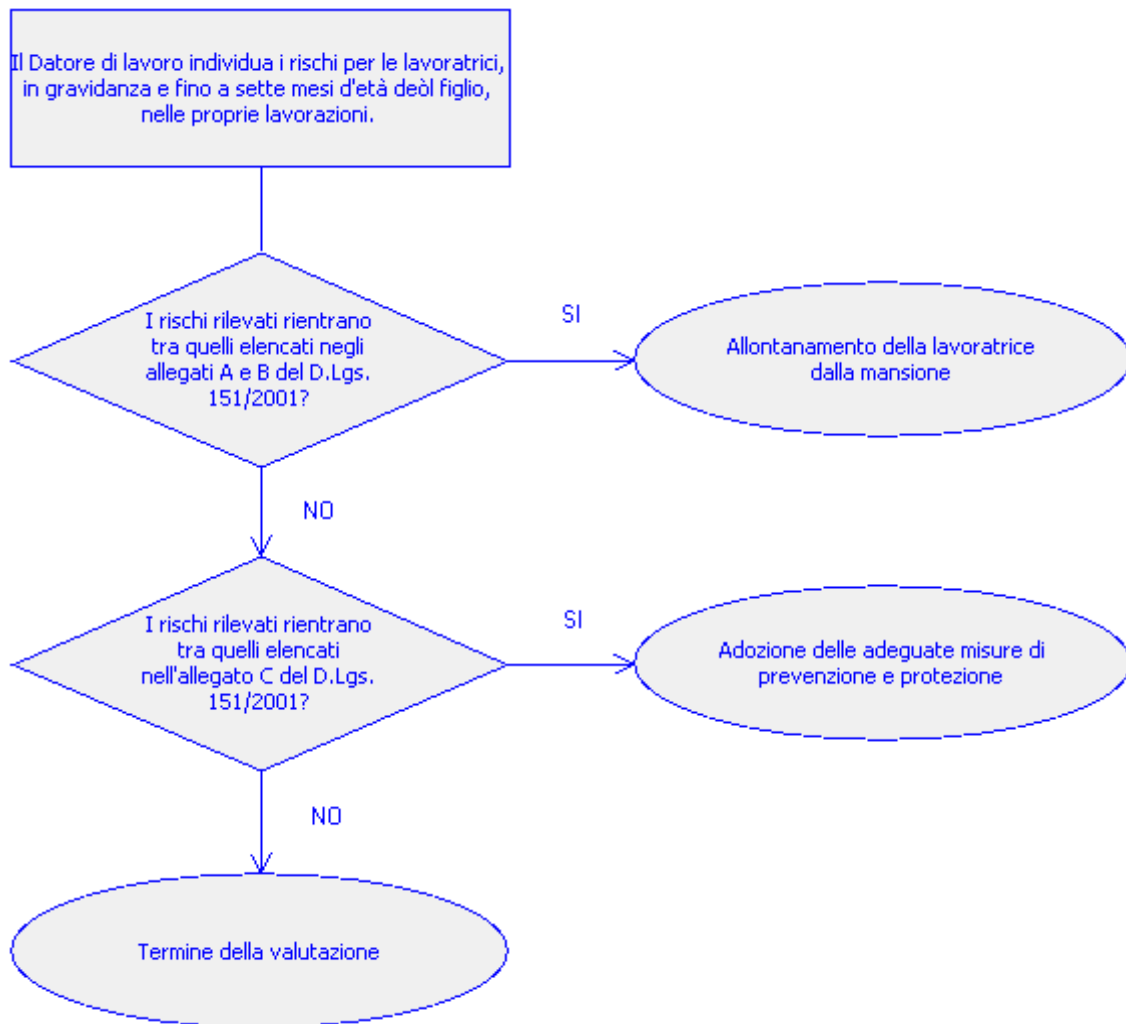 Il Datore di lavoro individua i rischi per le lavoratrici,
in gravidanza e fino a sette mesi d'età deòl figlio,
nelle proprie lavorazioni.
I rischi rilevati rientrano
tra quelli elencati negli
allegati A e B del D.Lgs.
151/2001?
SI
Allontanamento della lavoratrice
dalla mansione
NO
I rischi rilevati rientrano
tra quelli elencati
nell'allegato C del D.Lgs.
151/2001?
SI
Adozione delle adeguate misure di
prevenzione e protezione
NO
Termine della valutazione